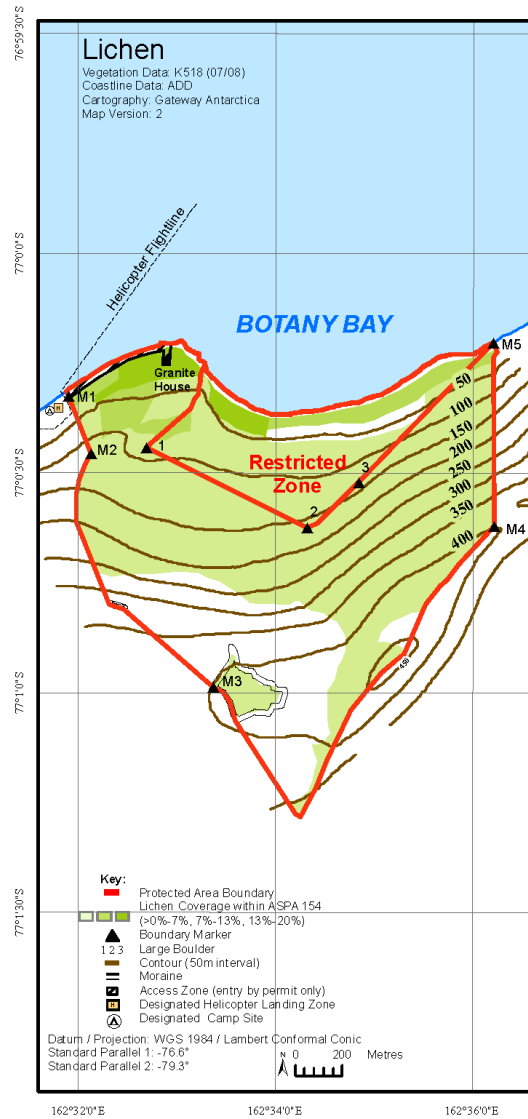 76°59'30"S
Lichen
Vegetation Data: K518 (07/08)
Coastline Data: ADD
Cartography: Gateway Antarctica
Map Version: 2
Helicopter Flightline
77°0'0"S
BOTANY BAY
M5
Granite
House
M1
H
50
100
150
200
250
300
350
400
M2
1
Restricted
Zone
3
2
77°0'30"S
M4
450
M3
77°1'0"S
Key:
Protected Area Boundary
Lichen Coverage within ASPA 154
(>0%-7%, 7%-13%, 13%-20%)
77°1'30"S
Boundary Marker
1 2 3 Large Boulder
Contour (50m interval)
Moraine
Access Zone (entry by permit only)
H Designated Helicopter Landing Zone
Designated Camp Site
Datum / Projection: WGS 1984 / Lambert Conformal Conic
Standard Parallel 1: -76.6°
Standard Parallel 2: -79.3°
N
0 200 Metres
162°32'0"E 162°34'0"E 162°36'0"E